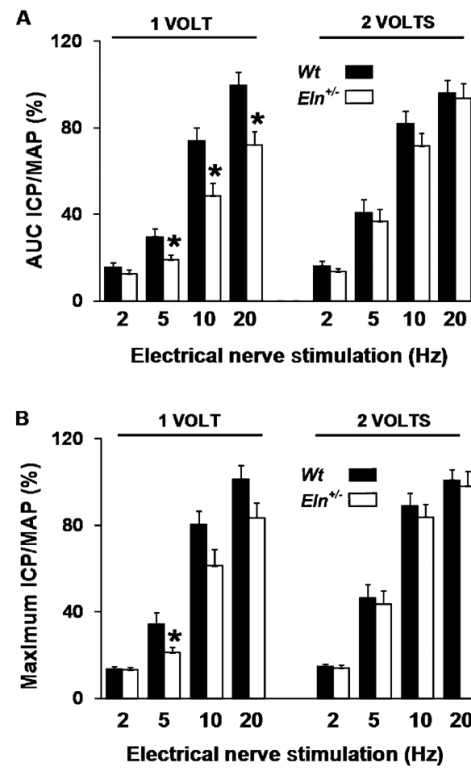 A
1 VOLT 2 VOLTS
120
80
40
0
AUC ICP/MAP (%)
Wt
Eln+/-
* * *
2 5 10 20 2 5 10 20
Electrical nerve stimulation (Hz)
B
1 VOLT 2 VOLTS
120
80
40
0
Maximum ICP/MAP (%)
Wt
Eln+/-
*
2 5 10 20 2 5 10 20
Electrical nerve stimulation (Hz)